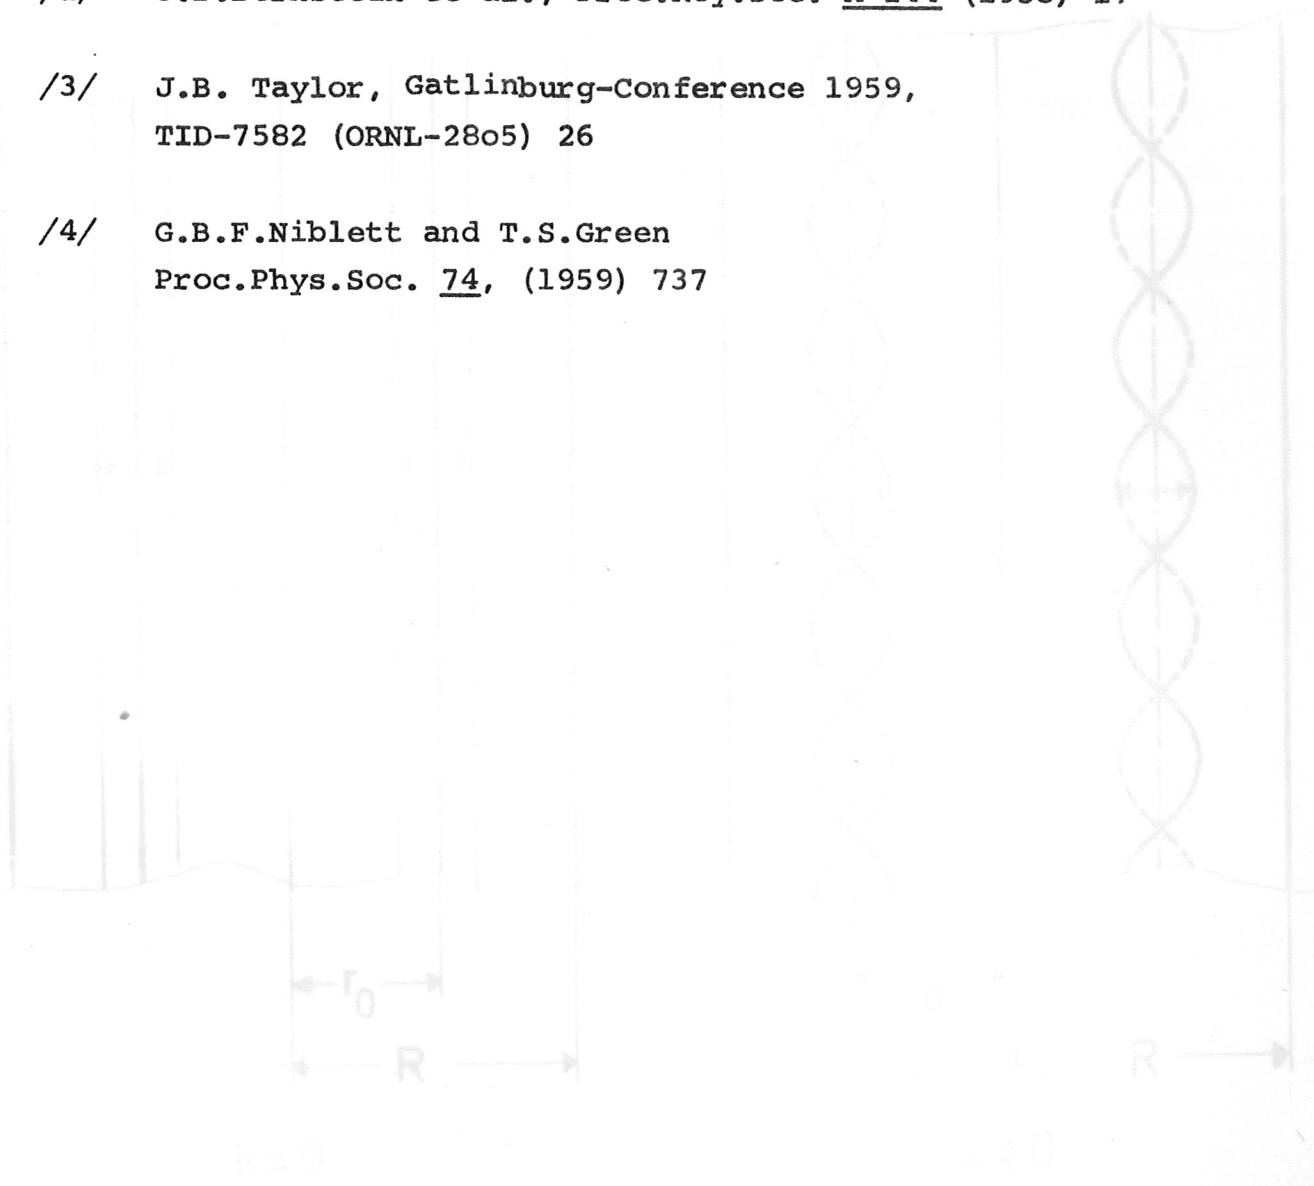 /3/ J.B. Taylor, Gatlinburg-Conference 1959,
TID-7582 (ORNL-28o5) 26
/4/ G.B.F.Niblett and T.S.Green
Proc.Phys.Soc. 74, (1959) 737
r0
R
R